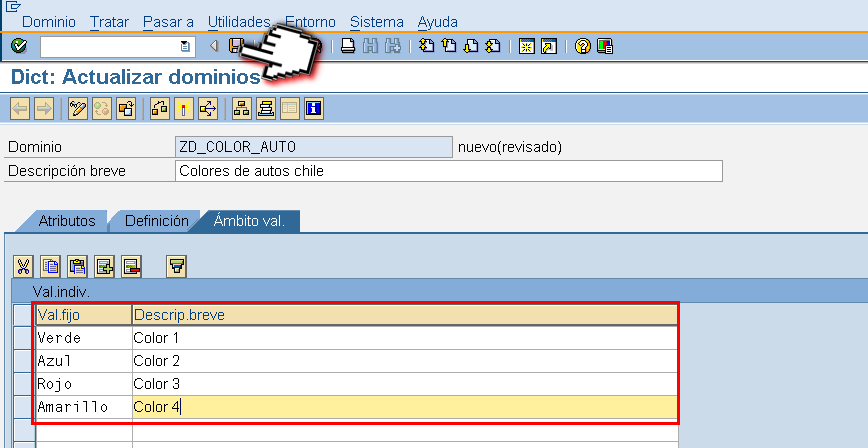 Dominio Tratar Pasar a Utilidades Entorno Sistema Ayuda
Dict: Actualizar dominios
Dominio ZD_COLOR_AUTO nuevo(revisado)
Descripción breve Colores de autos chile
Atributos Definición Ámbito val.
Val.indiv.
Val.fijo Descrip.breve
Verde Color 1
Azul Color 2
Rojo Color 3
Amarillo Color 4